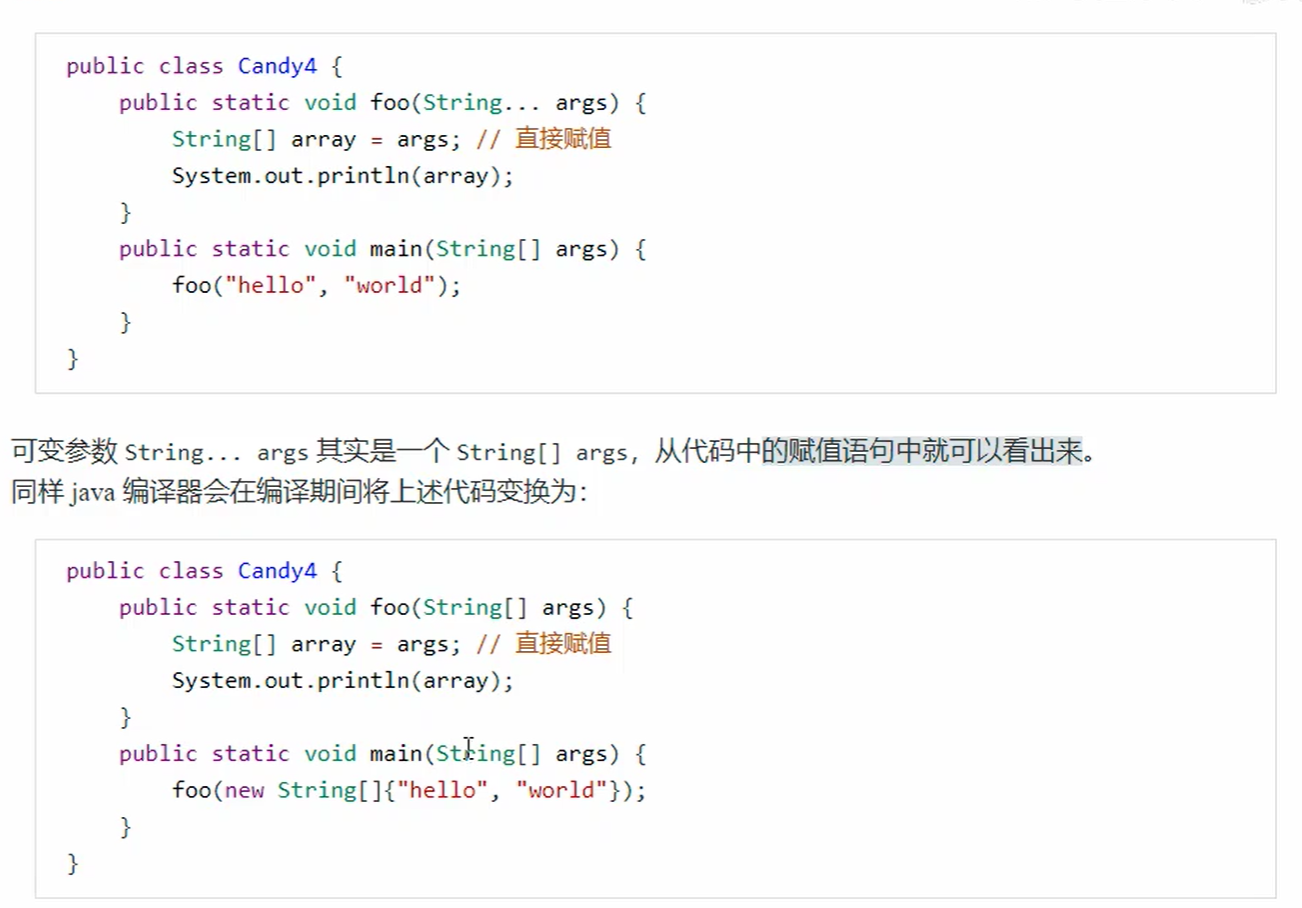 public class Candy4 {
    public static void foo(String... args) {
        String[] array = args; // 直接赋值
        System.out.println(array);
    }
    public static void main(String[] args) {
        foo("hello", "world");
    }
}
可变参数 String... args 其实是一个 String[] args，从代码中的赋值语句中就可以看出来。
同样 java 编译器会在编译期间将上述代码变换为：
public class Candy4 {
    public static void foo(String[] args) {
        String[] array = args; // 直接赋值
        System.out.println(array);
    }
    public static void main(String[] args) {
        foo(new String[]{"hello", "world"});
    }
}